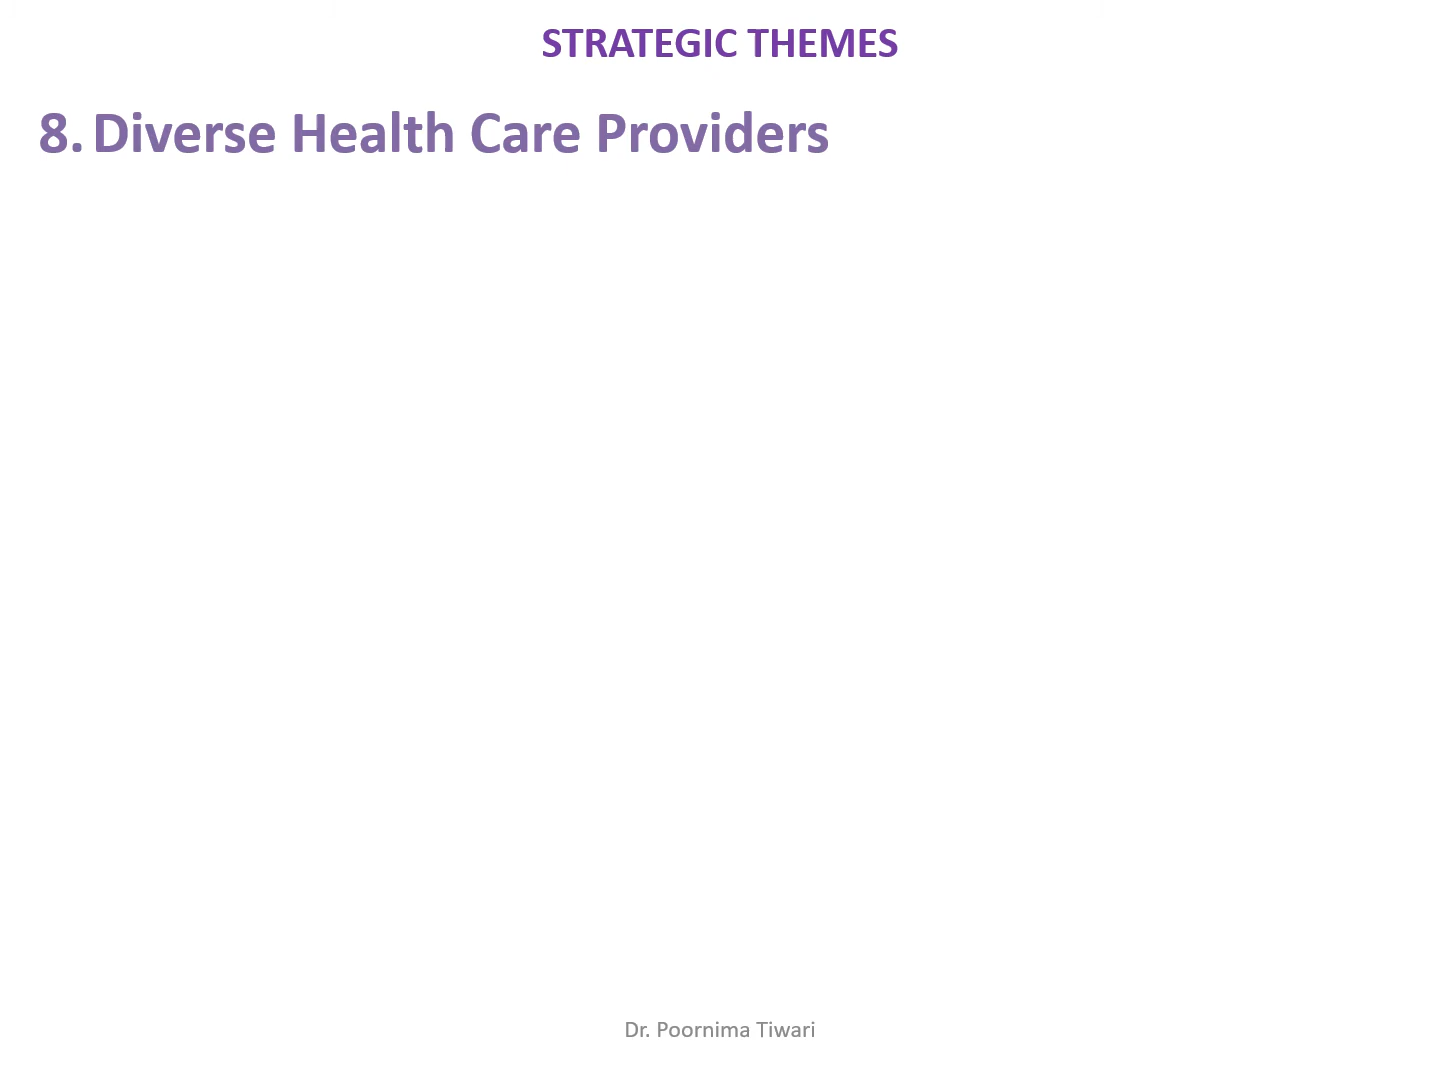 STRATEGIC THEMES
8. Diverse Health Care Providers
Dr. Poornima Tiwari